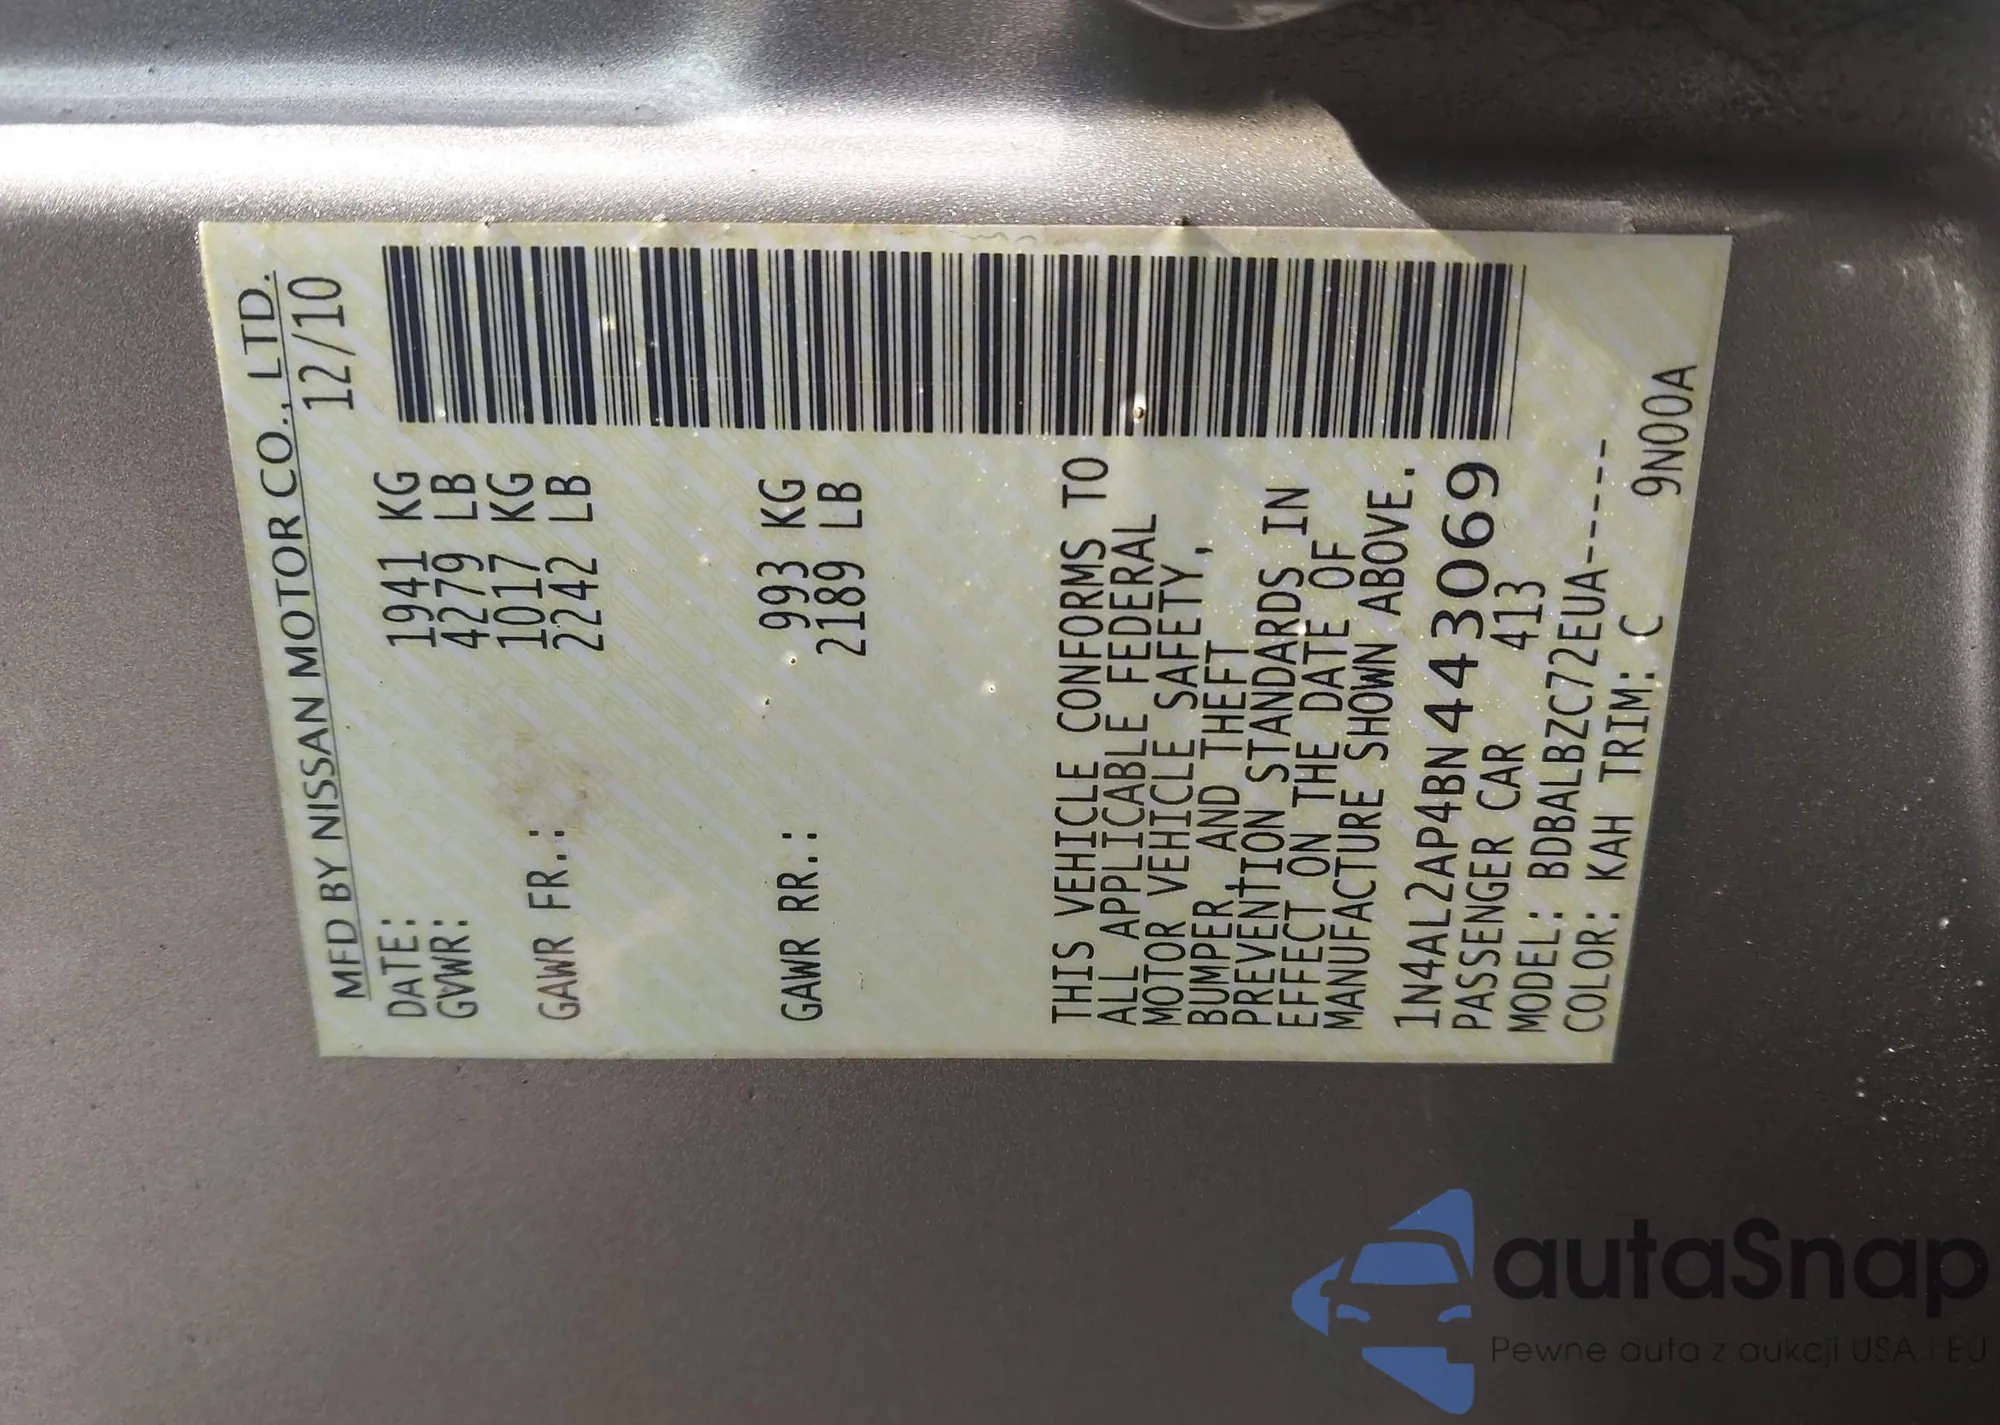 MFD BY NISSAN MOTOR CO., LTD.
DATE: 12/10
GVWR: 1941 KG
4279 LB
GAWR FR.: 1017 KG
2242 LB
GAWR RR.: 993 KG
2189 LB
THIS VEHICLE CONFORMS TO
ALL APPLICABLE FEDERAL
MOTOR VEHICLE SAFETY,
BUMPER, AND THEFT
PREVENTION STANDARDS IN
EFFECT ON THE DATE OF
MANUFACTURE SHOWN ABOVE.
1N4AL2AP4BN443069
PASSENGER CAR 413
MODEL: BDBALBZC72EUA-----
COLOR: KAH TRIM: C
9N00A
autaSnap
Pewne auta z aukcji USA i EU